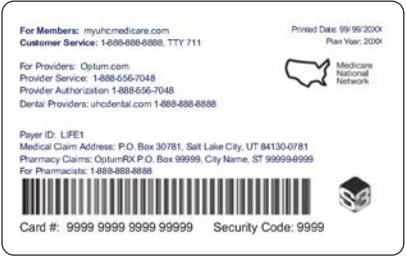 For Members: myuhcmedicare.com
Printed Date: 99/99/20XX
Customer Service: 1-888-888-8888, TTY 711
Plan Year: 20XX
For Providers: Optum.com
Provider Service: 1-888-556-7048
Provider Authorization 1-888-556-7048
Dental Providers: uhcdental.com 1-888-888-8888
Medicare
National
Network
Payer ID: LIFE1
Medical Claim Address: P.O. Box 30781, Salt Lake City, UT 84130-0781
Pharmacy Claims: OptumRX P.O. Box 99999, City Name, ST 99999-9999
For Pharmacists: 1-888-888-8888
Card #: 9999 9999 9999 99999 Security Code: 9999